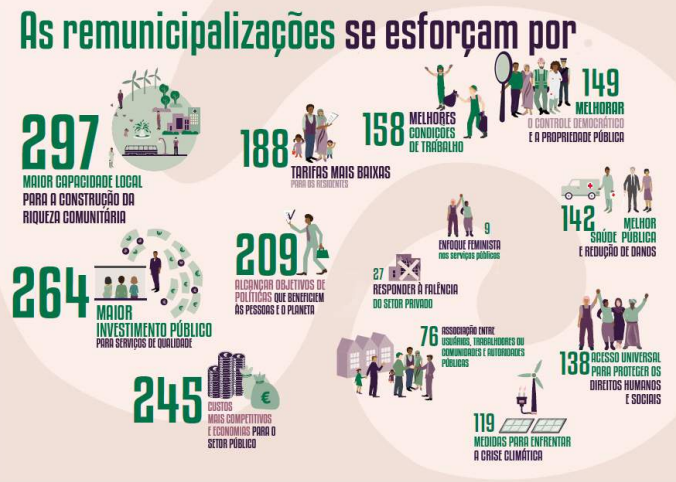 As remunicipalizações se esforçam por
297
MAIOR CAPACIDADE LOCAL
PARA A CONSTRUÇÃO DA
RIQUEZA COMUNITÁRIA
188
TARIFAS MAIS BAIXAS
PARA OS RESIDENTES
158
MELHORES
CONDIÇÕES
DE TRABALHO
149
MELHORAR
O CONTROLE DEMOCRÁTICO
E A PROPRIEDADE PÚBLICA
264
MAIOR
INVESTIMENTO PÚBLICO
PARA SERVIÇOS DE QUALIDADE
209
ALCANÇAR OBJETIVOS DE
POLÍTICAS QUE BENEFICIEM
ÀS PESSOAS E O PLANETA
9
ENFOQUE FEMINISTA
nos serviços públicos
142
MELHOR
SAÚDE PÚBLICA
E REDUÇÃO DE DANOS
27
RESPONDER À FALÊNCIA
DO SETOR PRIVADO
245
CUSTOS
MAIS COMPETITIVOS
E ECONOMIAS PARA O
SETOR PÚBLICO
76
ASSOCIAÇÃO ENTRE
USUÁRIOS, TRABALHDORES OU
COMUNIDADES E AUTORIDADES
PÚBLICAS
138
ACESSO UNIVERSAL
PARA PROTEGER OS
DIREITOS HUMANOS
E SOCIAIS
119
MEDIDAS PARA ENFRENTAR
A CRISE CLIMÁTICA
€